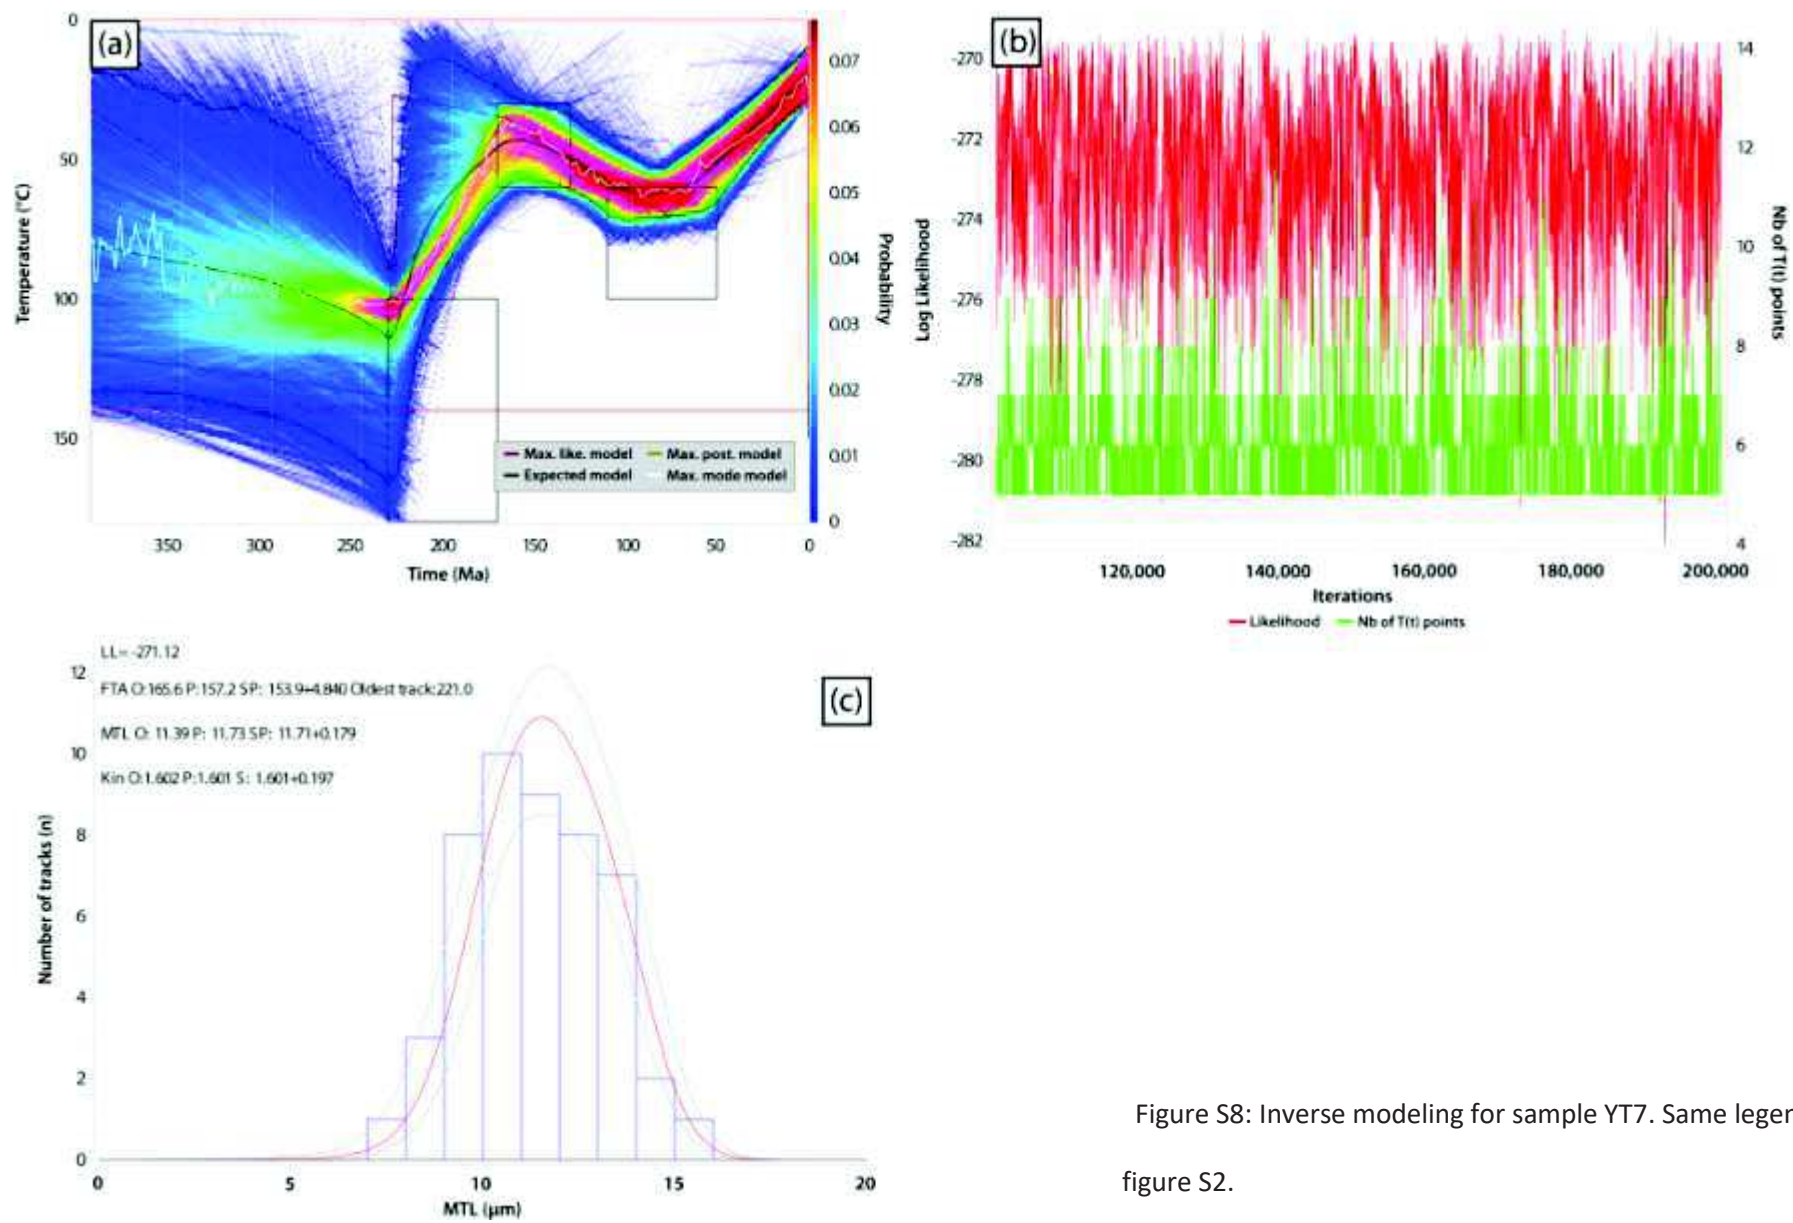 (a)
0
50
100
150
Temperature (°C)
350 300 250 200 150 100 50 0
Time (Ma)
Max. like. model Max. post. model
Expected model Max. mode model
0.07
0.06
0.05
0.04
0.03
0.02
0.01
0
Probability
(b)
-270
-272
-274
-276
-278
-280
-282
Log Likelihood
14
12
10
8
6
4
Nb of T(t) points
120,000 140,000 160,000 180,000 200,000
Iterations
Likelihood Nb of T(t) points
(c)
LL= -271.12
FTA O:165.6 P:157.2 SP: 153.9+4.840 Oldest track:221.0
MTL O: 11.39 P: 11.73 SP: 11.71+0.179
Kin O:1.602 P:1.601 S: 1.601+0.197
12
10
8
6
4
2
0
Number of tracks (n)
0 5 10 15 20
MTL (µm)
Figure S8: Inverse modeling for sample YT7. Same leger
figure S2.